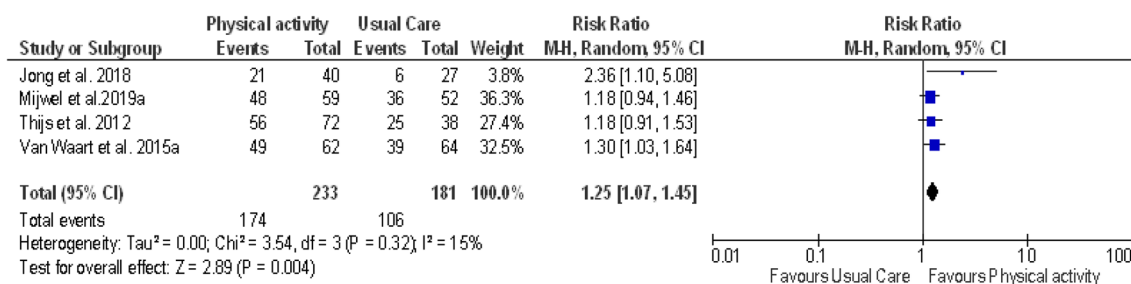 Physical activity Usual Care Risk Ratio Risk Ratio
Study or Subgroup Events Total Events Total Weight M-H, Random, 95% CI M-H, Random, 95% CI
Jong et al. 2018 21 40 6 27 3.8% 2.36 [1.10, 5.08]
Mijwel et al.2019a 48 59 36 52 36.3% 1.18 [0.94, 1.46]
Thijs et al. 2012 56 72 25 38 27.4% 1.18 [0.91, 1.53]
Van Waart et al. 2015a 49 62 39 64 32.5% 1.30 [1.03, 1.64]
Total (95% CI) 233 181 100.0% 1.25 [1.07, 1.45]
Total events 174 106
Heterogeneity: Tau² = 0.00; Chi² = 3.54, df = 3 (P = 0.32); I² = 15%
Test for overall effect: Z = 2.89 (P = 0.004)
0.01 0.1 1 10 100
Favours Usual Care Favours Physical activity